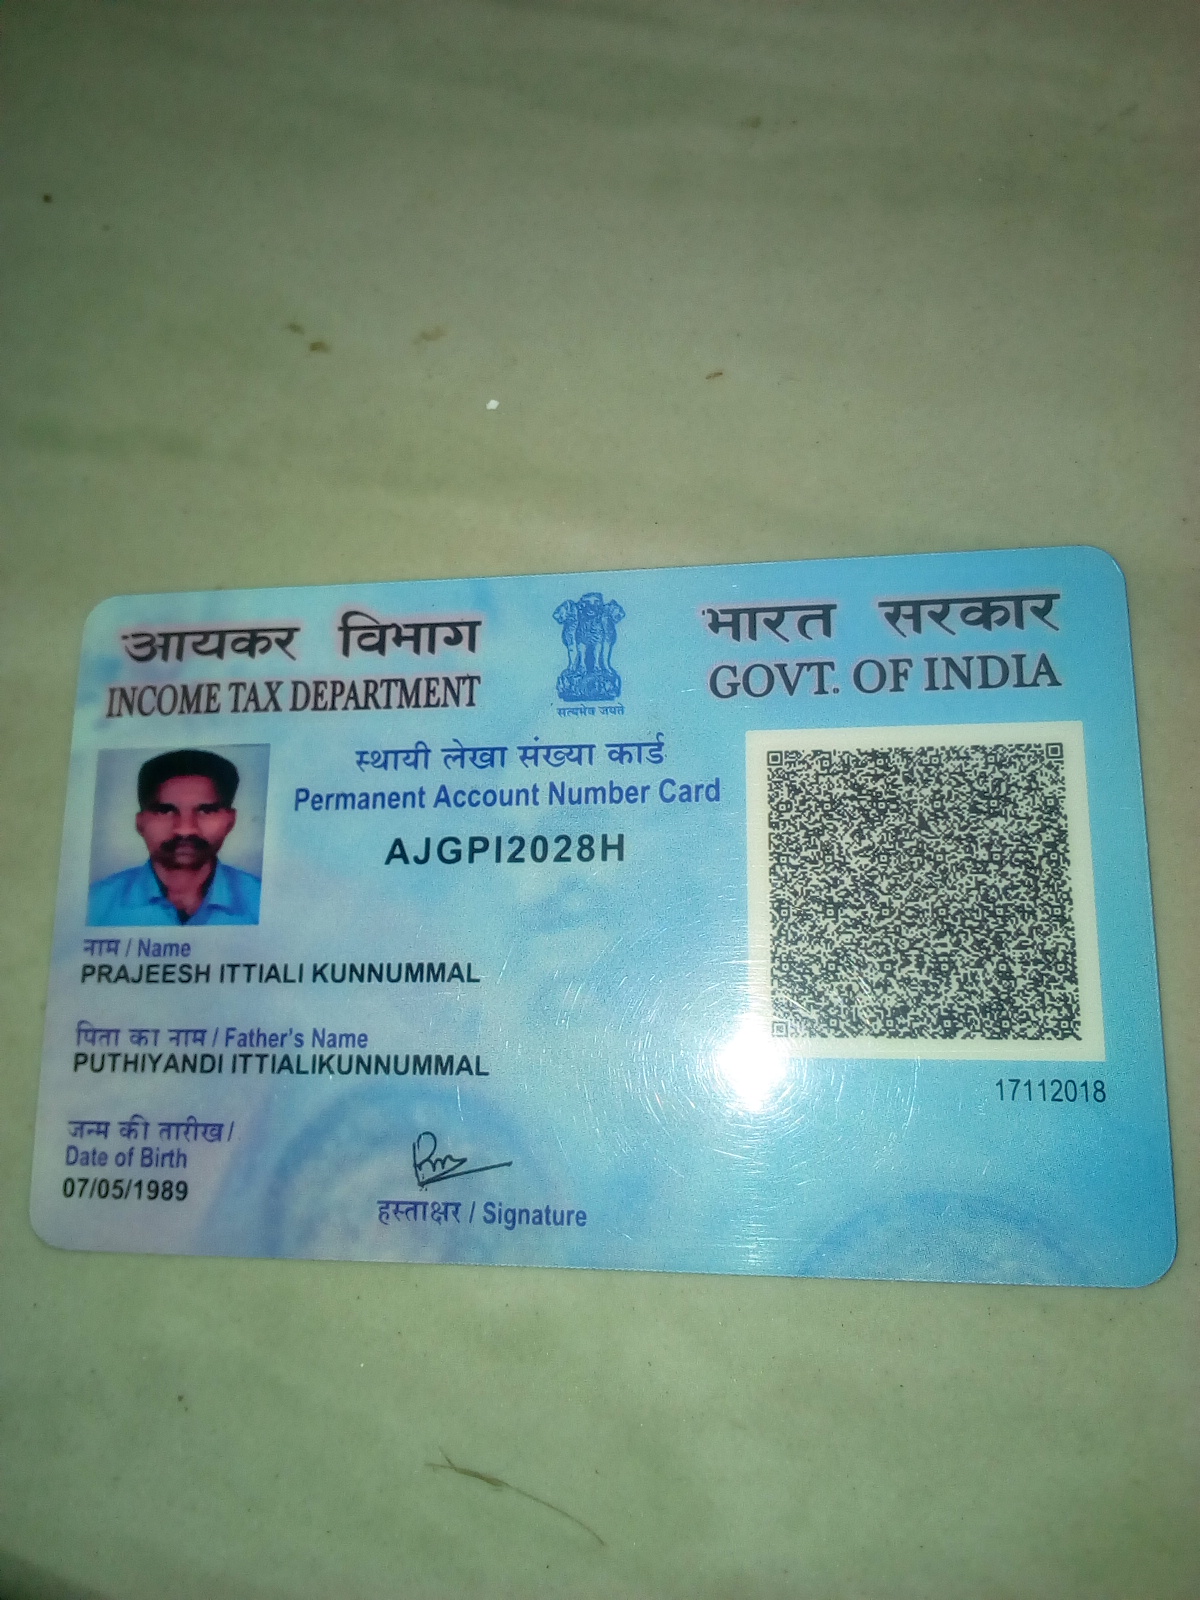 आयकर विभाग
INCOME TAX DEPARTMENT
सत्यमेव जयते
भारत सरकार
GOVT. OF INDIA
स्थायी लेखा संख्या कार्ड
Permanent Account Number Card
AJGPI2028H
नाम / Name
PRAJEESH ITTIALI KUNNUMMAL
पिता का नाम / Father's Name
PUTHIYANDI ITTIALIKUNNUMMAL
जन्म की तारीख /
Date of Birth
07/05/1989
हस्ताक्षर / Signature
17112018